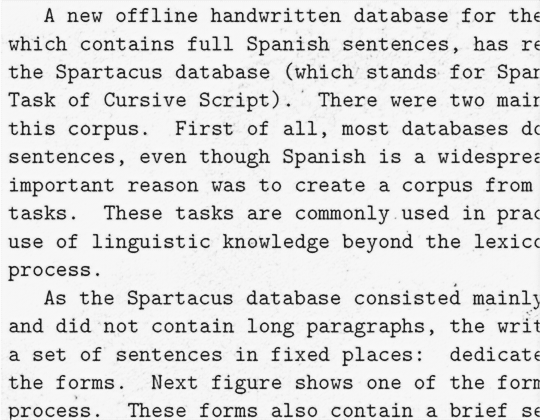 A new offline handwritten database for the
which contains full Spanish sentences, has re
the Spartacus database (which stands for Span
Task of Cursive Script). There were two main
this corpus. First of all, most databases do
sentences, even though Spanish is a widesprea
important reason was to create a corpus from
tasks. These tasks are commonly used in prac
use of linguistic knowledge beyond the lexico
process.
As the Spartacus database consisted mainly
and did not contain long paragraphs, the writ
a set of sentences in fixed places: dedicate
the forms. Next figure shows one of the form
process. These forms also contain a brief se